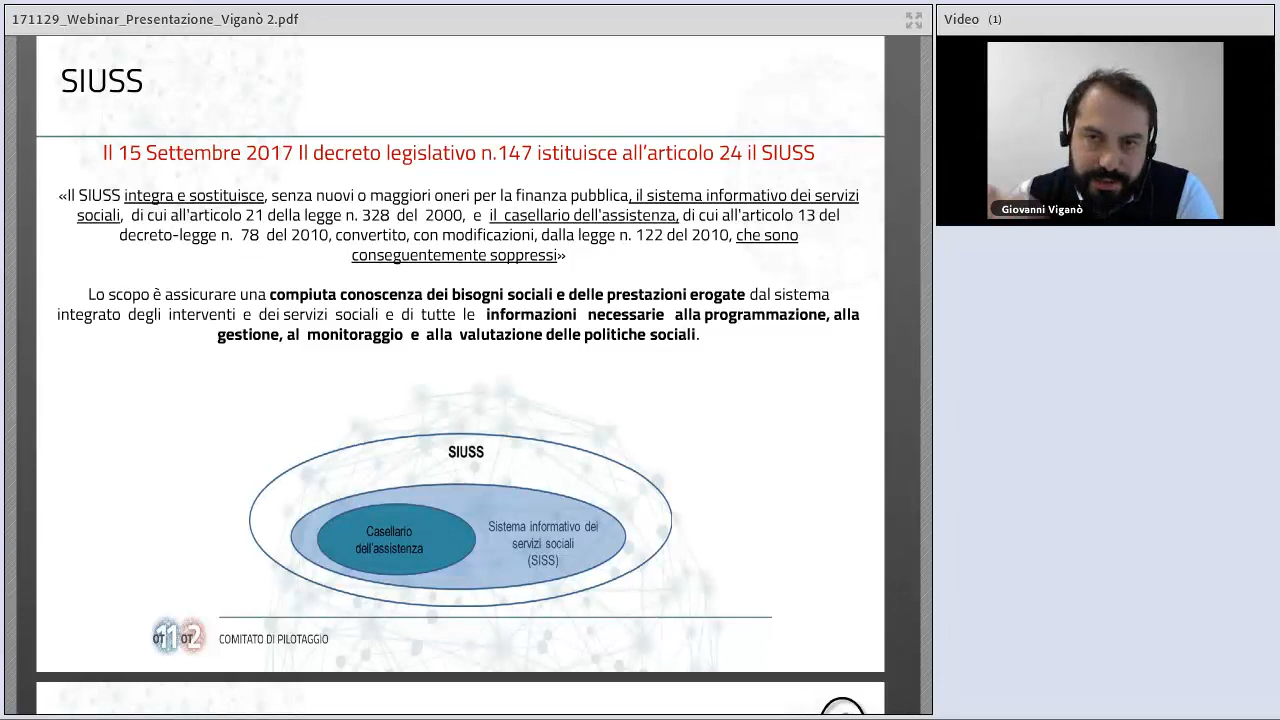 171129_Webinar_Presentazione_Viganò 2.pdf
Video (1)
SIUSS
Il 15 Settembre 2017 Il decreto legislativo n.147 istituisce all'articolo 24 il SIUSS
«Il SIUSS integra e sostituisce, senza nuovi o maggiori oneri per la finanza pubblica, il sistema informativo dei servizi
sociali, di cui all'articolo 21 della legge n. 328 del 2000, e il casellario dell'assistenza, di cui all'articolo 13 del
decreto-legge n. 78 del 2010, convertito, con modificazioni, dalla legge n. 122 del 2010, che sono
conseguentemente soppressi»
Lo scopo è assicurare una compiuta conoscenza dei bisogni sociali e delle prestazioni erogate dal sistema
integrato degli interventi e dei servizi sociali e di tutte le informazioni necessarie alla programmazione, alla
gestione, al monitoraggio e alla valutazione delle politiche sociali.
SIUSS
Casellario
dell'assistenza
Sistema informativo dei
servizi sociali
(SISS)
OT11OT2
COMITATO DI PILOTAGGIO
Giovanni Viganò